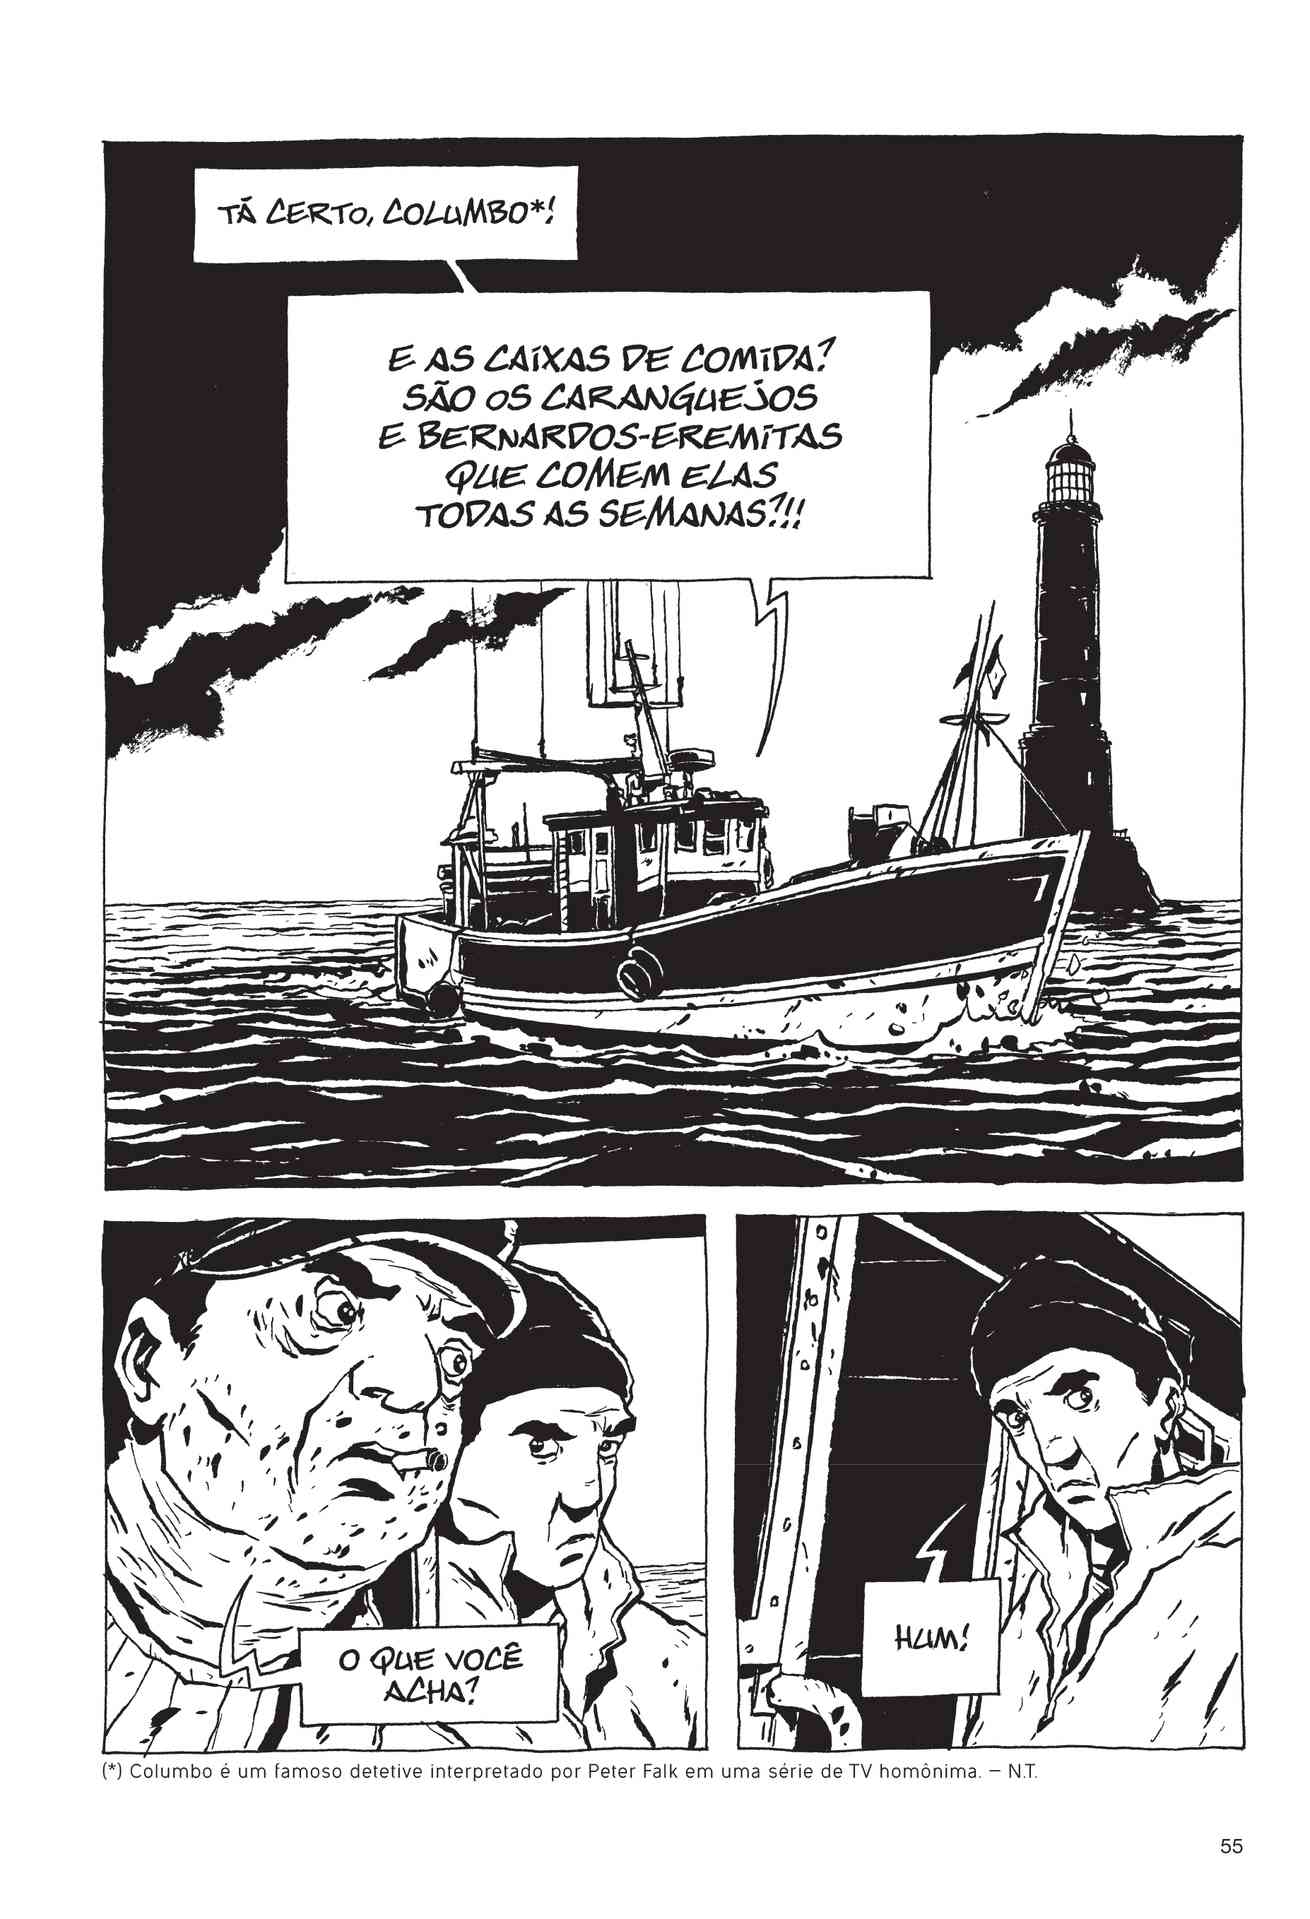 TÁ CERTO, COLUMBO*!
E AS CAIXAS DE COMIDA?
SÃO OS CARANGUEJOS
E BERNARDOS-EREMITAS
QUE COMEM ELAS
TODAS AS SEMANAS?!!
O QUE VOCÊ
ACHA?
HUM!
(*) Columbo é um famoso detetive interpretado por Peter Falk em uma série de TV homônima. – N.T.
55